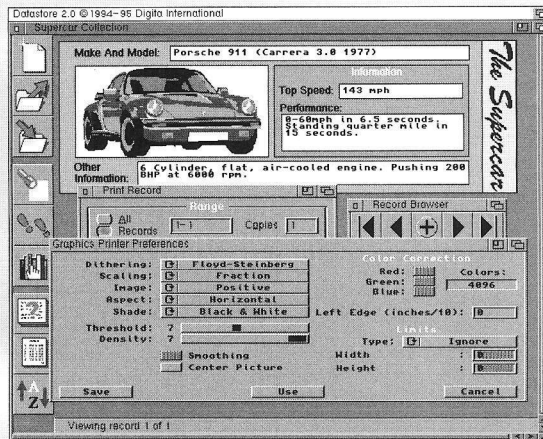 Datastore 2.0 © 1994-95 Digita International
Supercar Collection
Make And Model: Porsche 911 (Carrera 3.0 1977)
Information
Top Speed: 143 mph
Performance:
0-60mph in 6.5 seconds.
Standing quarter mile in
15 seconds.
The Supercar
Other
Information:
6 Cylinder, flat, air-cooled engine. Pushing 200
BHP at 6000 rpm.
Print Record
Range
All
Records
1-1
Copies 1
Record Browser
Graphics Printer Preferences
Dithering: Floyd-Steinberg
Scaling: Fraction
Image: Positive
Aspect: Horizontal
Shade: Black & White
Threshold: 7
Density: 7
Smoothing
Center Picture
Color Correction
Red:
Green:
Blue:
Colors:
4096
Left Edge (inches/10): 0
Limits
Type: Ignore
Width : 0
Height : 0
Save
Use
Cancel
A
Z
Viewing record 1 of 1